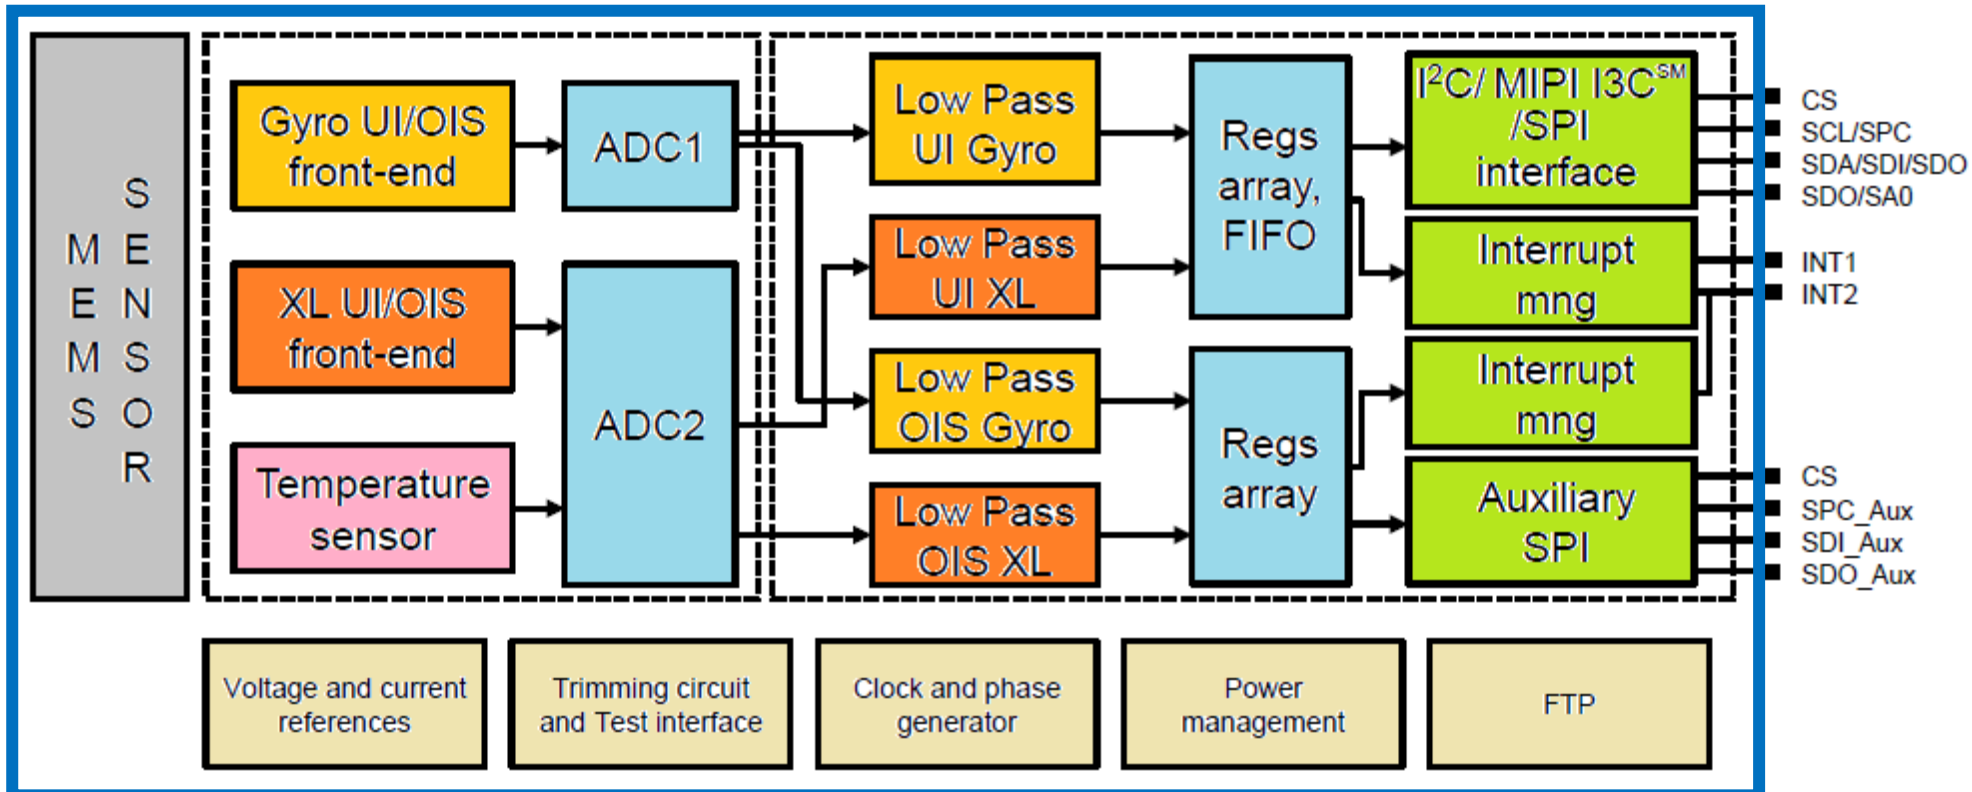 MEMS
SENSOR
Gyro UI/OIS
front-end
XL UI/OIS
front-end
Temperature
sensor
ADC1
ADC2
Low Pass
UI Gyro
Low Pass
UI XL
Low Pass
OIS Gyro
Low Pass
OIS XL
Regs
array,
FIFO
Regs
array
I²C/ MIPI I3C℠
/SPI
interface
Interrupt
mng
Interrupt
mng
Auxiliary
SPI
CS
SCL/SPC
SDA/SDI/SDO
SDO/SA0
INT1
INT2
CS
SPC_Aux
SDI_Aux
SDO_Aux
Voltage and current
references
Trimming circuit
and Test interface
Clock and phase
generator
Power
management
FTP